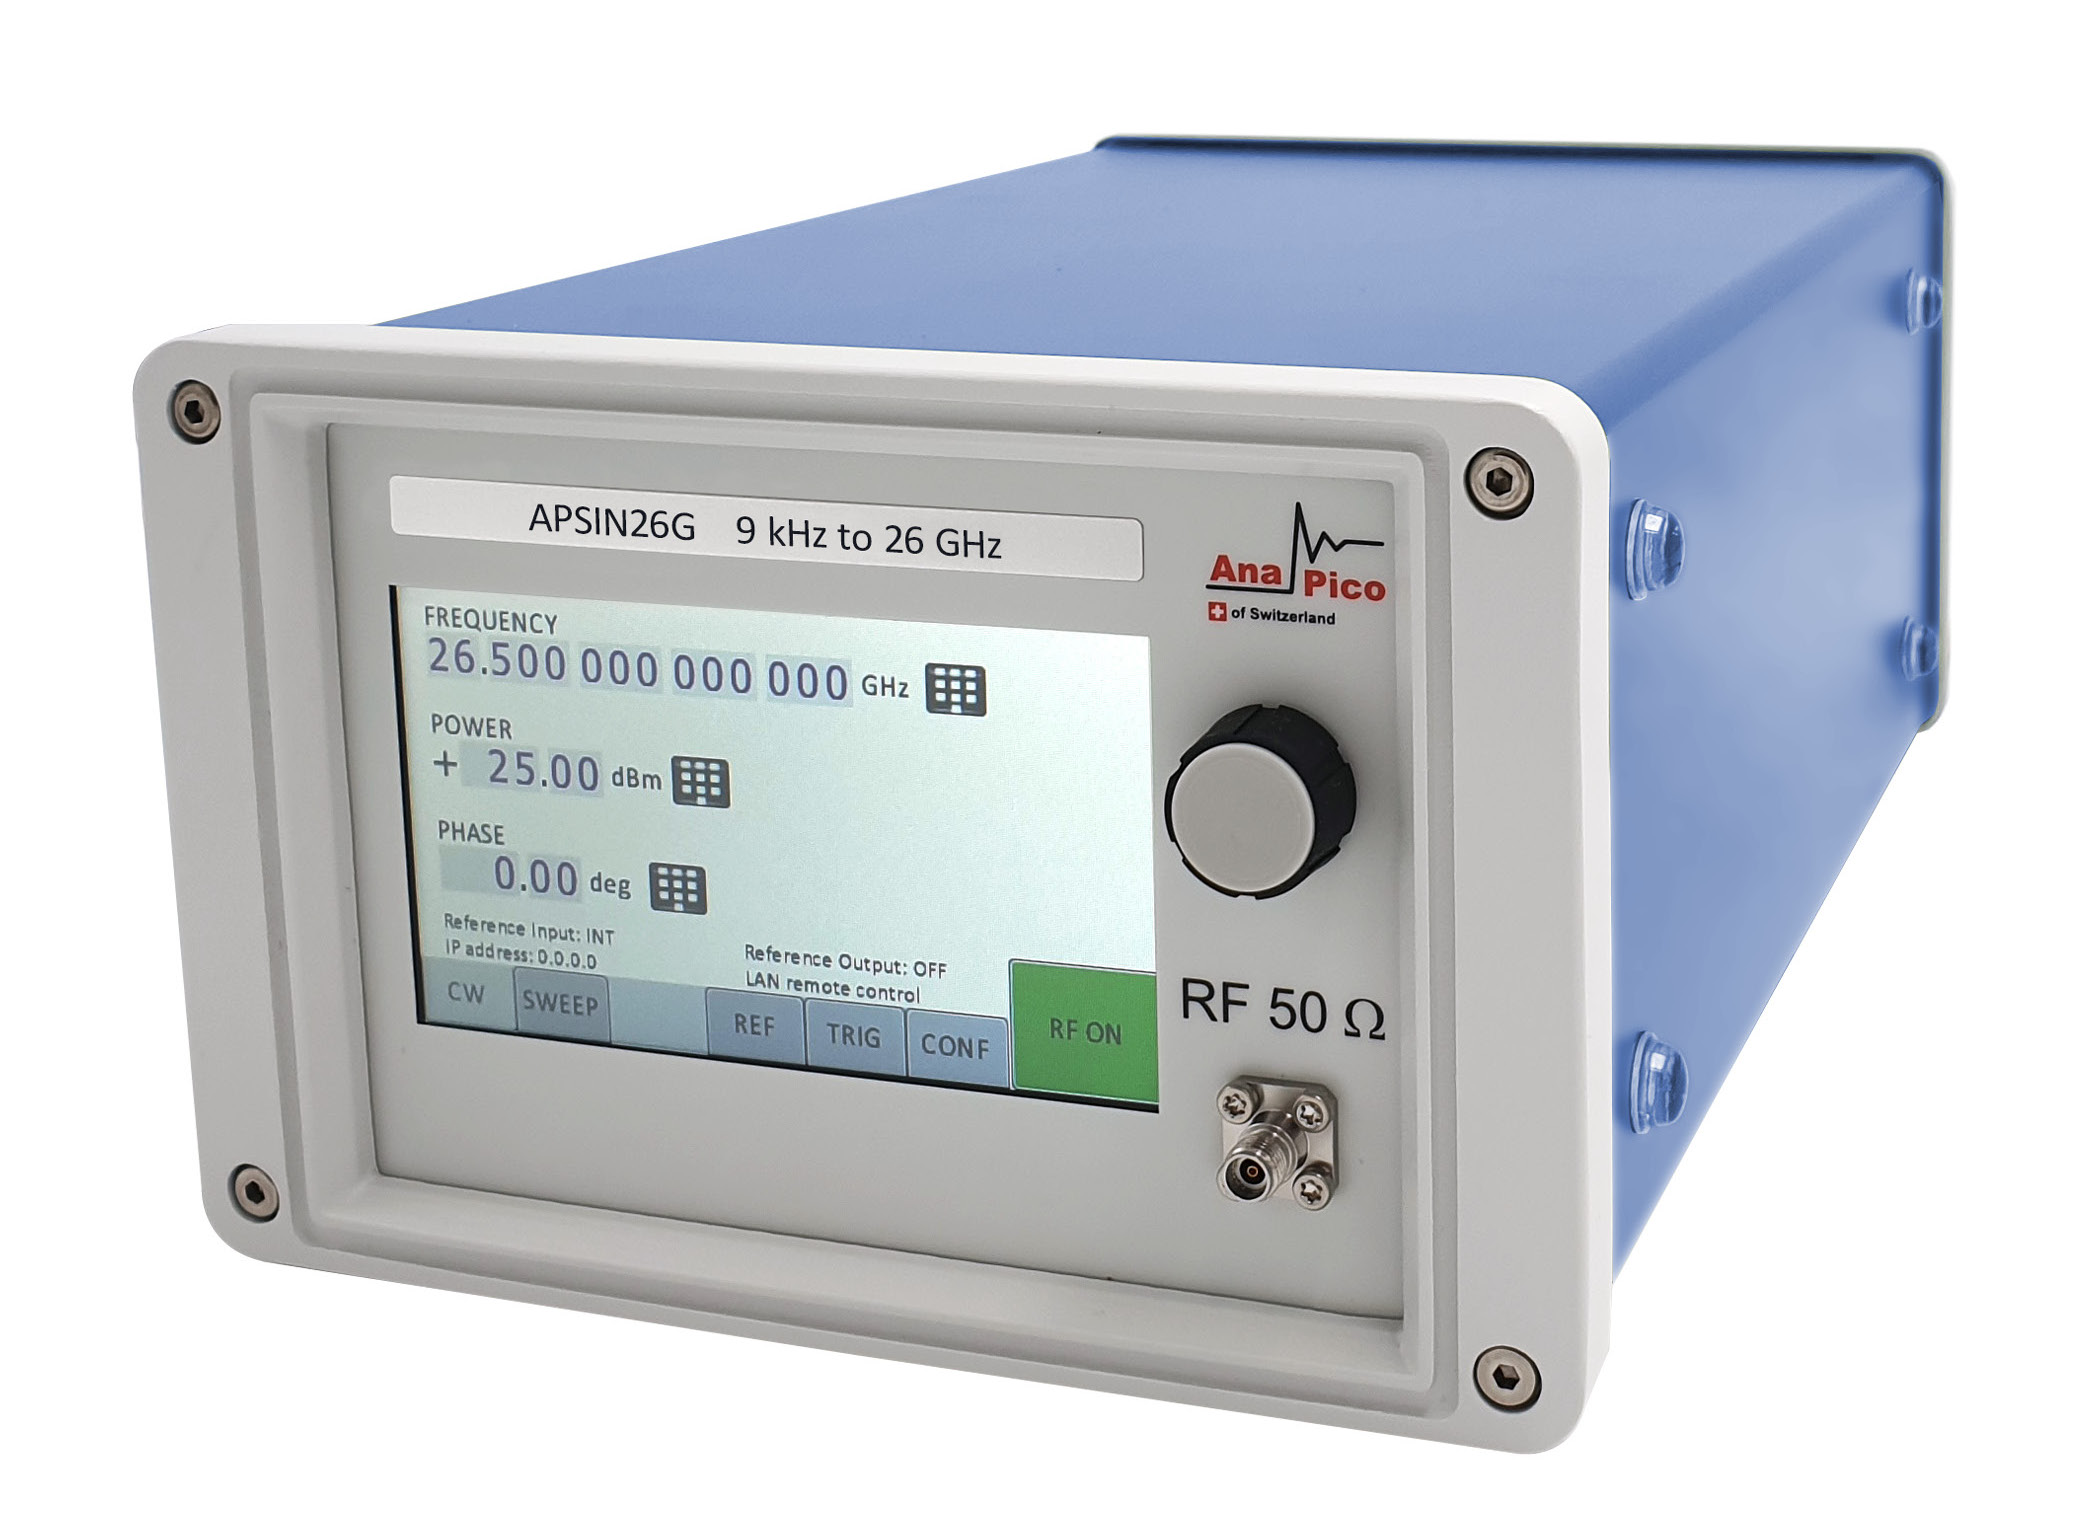 APSIN26G 9 kHz to 26 GHz
Ana Pico
of Switzerland
FREQUENCY
26.500 000 000 000 GHz
POWER
+ 25.00 dBm
PHASE
0.00 deg
Reference Input: INT
IP address: 0.0.0.0
Reference Output: OFF
LAN remote control
CW SWEEP REF TRIG CONF RF ON
RF 50 Ω